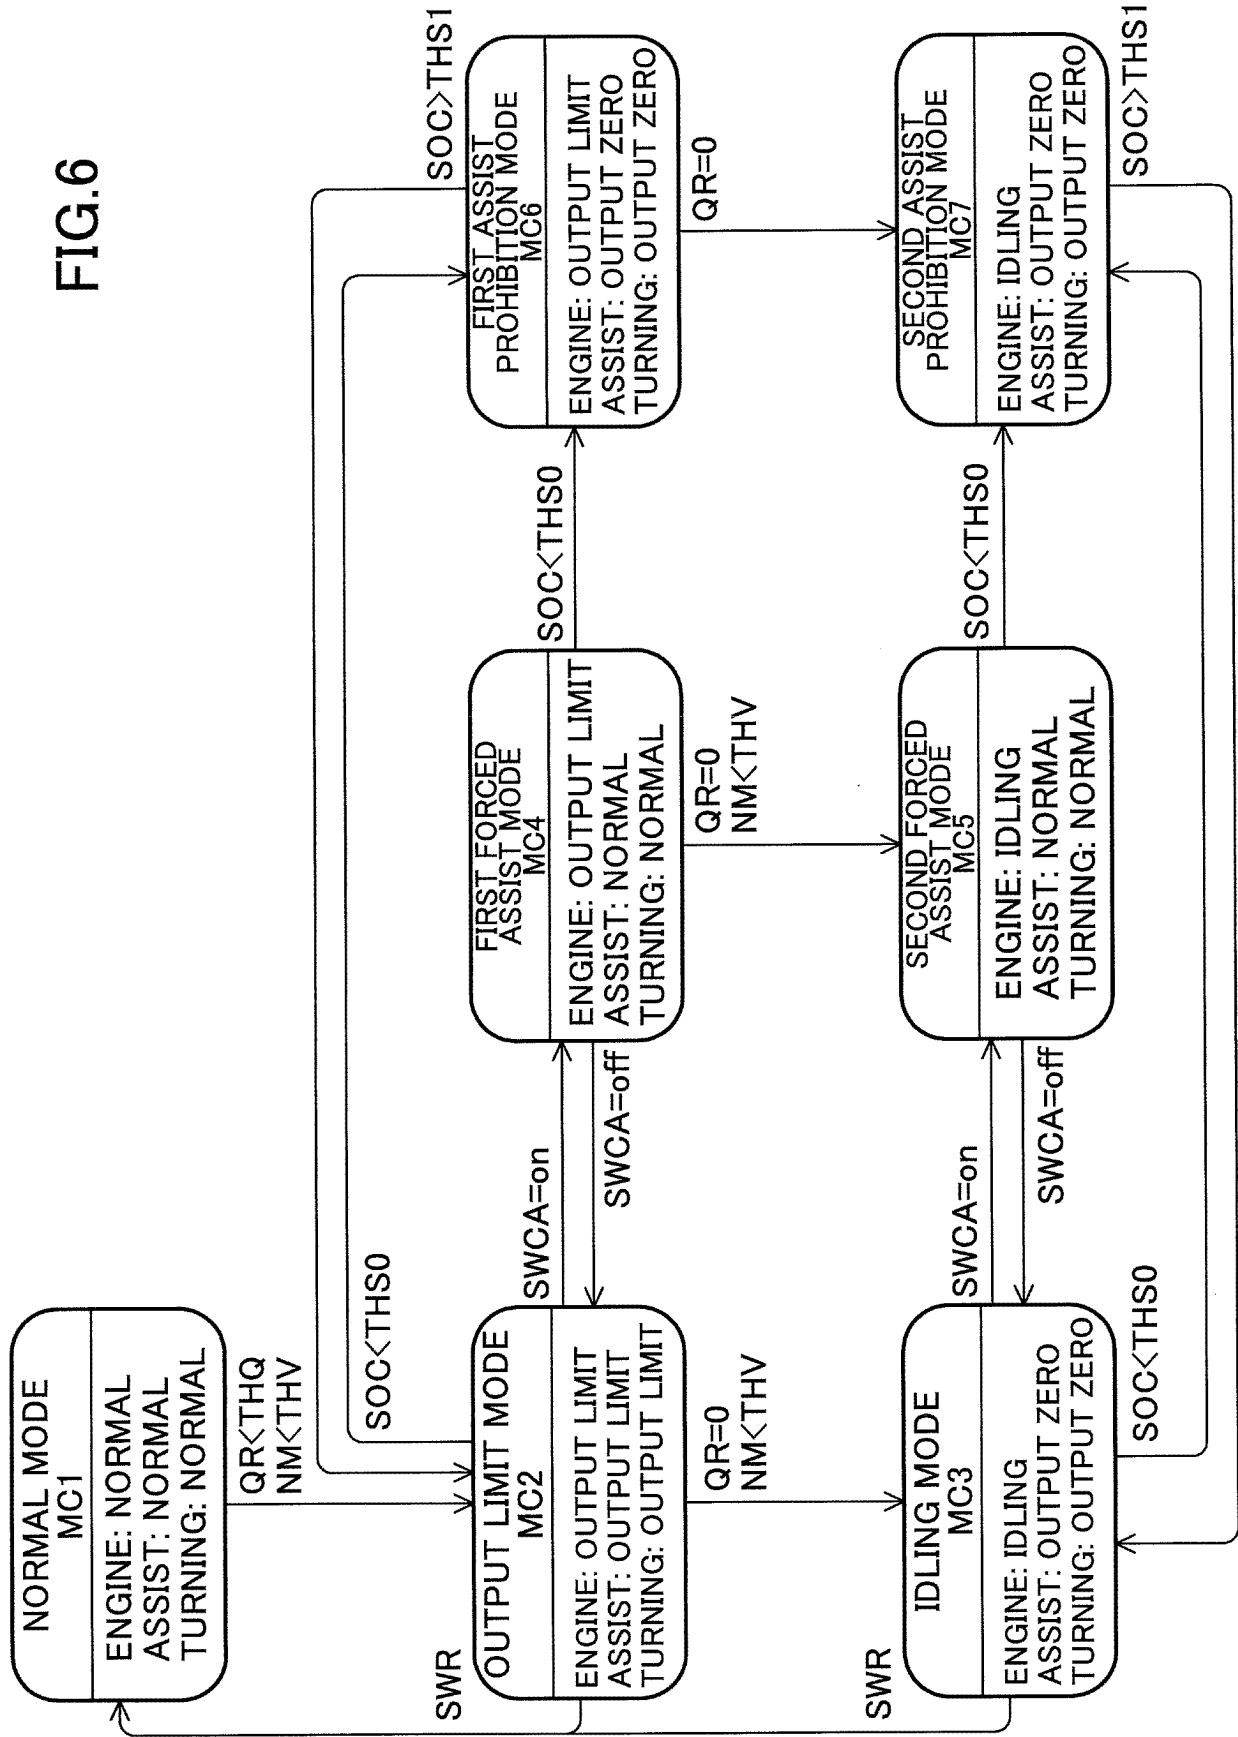 FIG.6
NORMAL MODE
MC1
ENGINE: NORMAL
ASSIST: NORMAL
TURNING: NORMAL
QR<THQ
NM<THV
SOC<THS0
SOC>THS1
SWR
OUTPUT LIMIT MODE
MC2
ENGINE: OUTPUT LIMIT
ASSIST: OUTPUT LIMIT
TURNING: OUTPUT LIMIT
SWCA=on
SWCA=off
FIRST FORCED
ASSIST MODE
MC4
ENGINE: OUTPUT LIMIT
ASSIST: NORMAL
TURNING: NORMAL
SOC<THS0
FIRST ASSIST
PROHIBITION MODE
MC6
ENGINE: OUTPUT LIMIT
ASSIST: OUTPUT ZERO
TURNING: OUTPUT ZERO
QR=0
NM<THV
QR=0
NM<THV
QR=0
SWR
IDLING MODE
MC3
ENGINE: IDLING
ASSIST: OUTPUT ZERO
TURNING: OUTPUT ZERO
SWCA=on
SWCA=off
SECOND FORCED
ASSIST MODE
MC5
ENGINE: IDLING
ASSIST: NORMAL
TURNING: NORMAL
SOC<THS0
SECOND ASSIST
PROHIBITION MODE
MC7
ENGINE: IDLING
ASSIST: OUTPUT ZERO
TURNING: OUTPUT ZERO
SOC<THS0
SOC>THS1